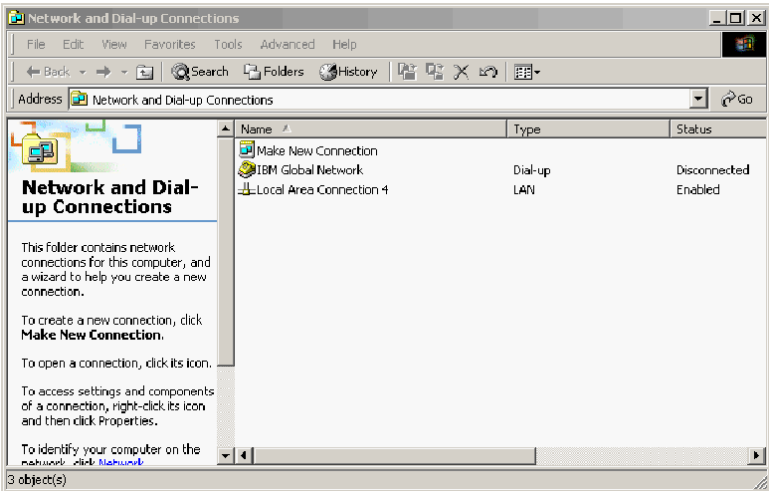 Network and Dial-up Connections
File Edit View Favorites Tools Advanced Help
Back Search Folders History
Address Network and Dial-up Connections Go
Name Type Status
Make New Connection
IBM Global Network Dial-up Disconnected
Local Area Connection 4 LAN Enabled
Network and Dial-
up Connections
This folder contains network
connections for this computer, and
a wizard to help you create a new
connection.
To create a new connection, click
Make New Connection.
To open a connection, click its icon.
To access settings and components
of a connection, right-click its icon
and then click Properties.
To identify your computer on the
network, click Network
3 object(s)